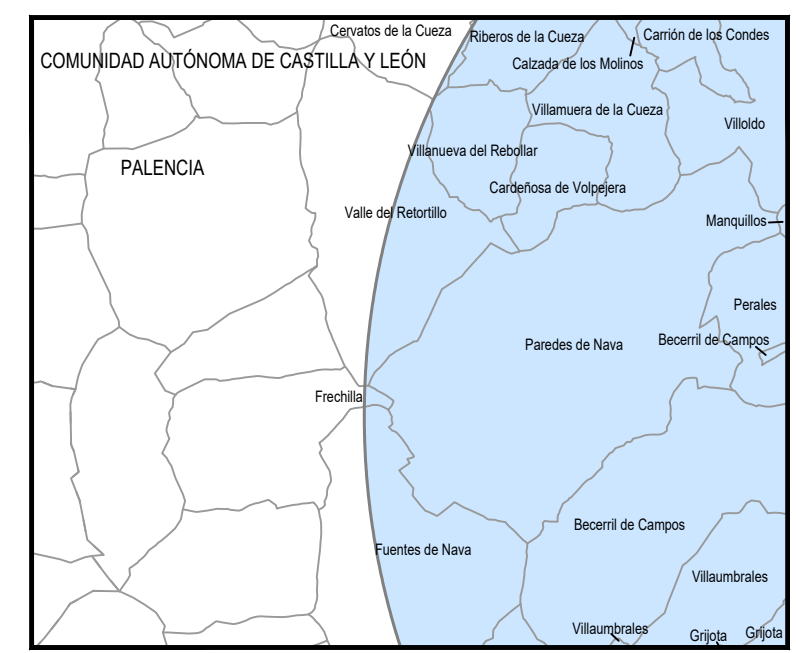 Cervatos de la Cueza
Riberos de la Cueza
Carrión de los Condes
COMUNIDAD AUTÓNOMA DE CASTILLA Y LEÓN
Calzada de los Molinos
Villamuera de la Cueza
Villoldo
Villanueva del Rebollar
PALENCIA
Cardeñosa de Volpejera
Valle del Retortillo
Manquillos
Perales
Paredes de Nava
Becerril de Campos
Frechilla
Becerril de Campos
Fuentes de Nava
Villaumbrales
Villaumbrales
Grijota
Grijota